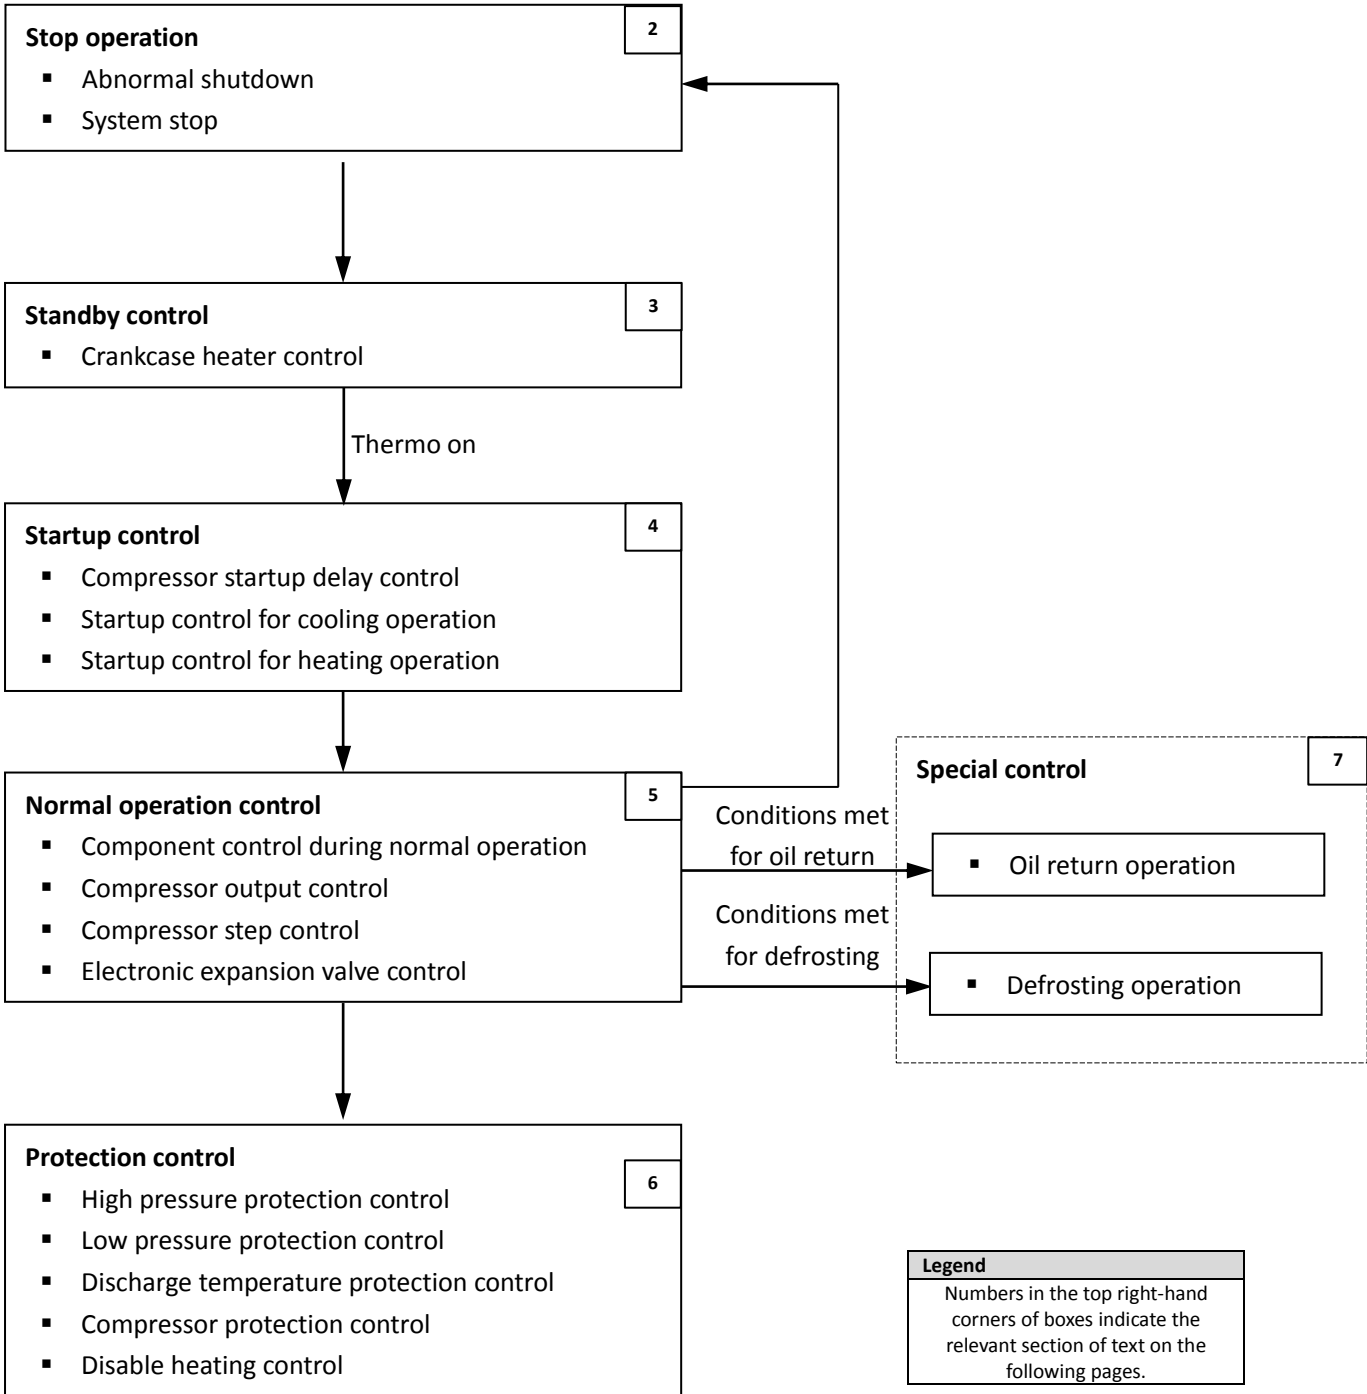 Stop operation
2
▪ Abnormal shutdown
▪ System stop
Standby control
3
▪ Crankcase heater control
Thermo on
Startup control
4
▪ Compressor startup delay control
▪ Startup control for cooling operation
▪ Startup control for heating operation
Normal operation control
5
▪ Component control during normal operation
▪ Compressor output control
▪ Compressor step control
▪ Electronic expansion valve control
Conditions met
for oil return
Conditions met
for defrosting
Special control
7
▪ Oil return operation
▪ Defrosting operation
Protection control
6
▪ High pressure protection control
▪ Low pressure protection control
▪ Discharge temperature protection control
▪ Compressor protection control
▪ Disable heating control
Legend
Numbers in the top right-hand
corners of boxes indicate the
relevant section of text on the
following pages.